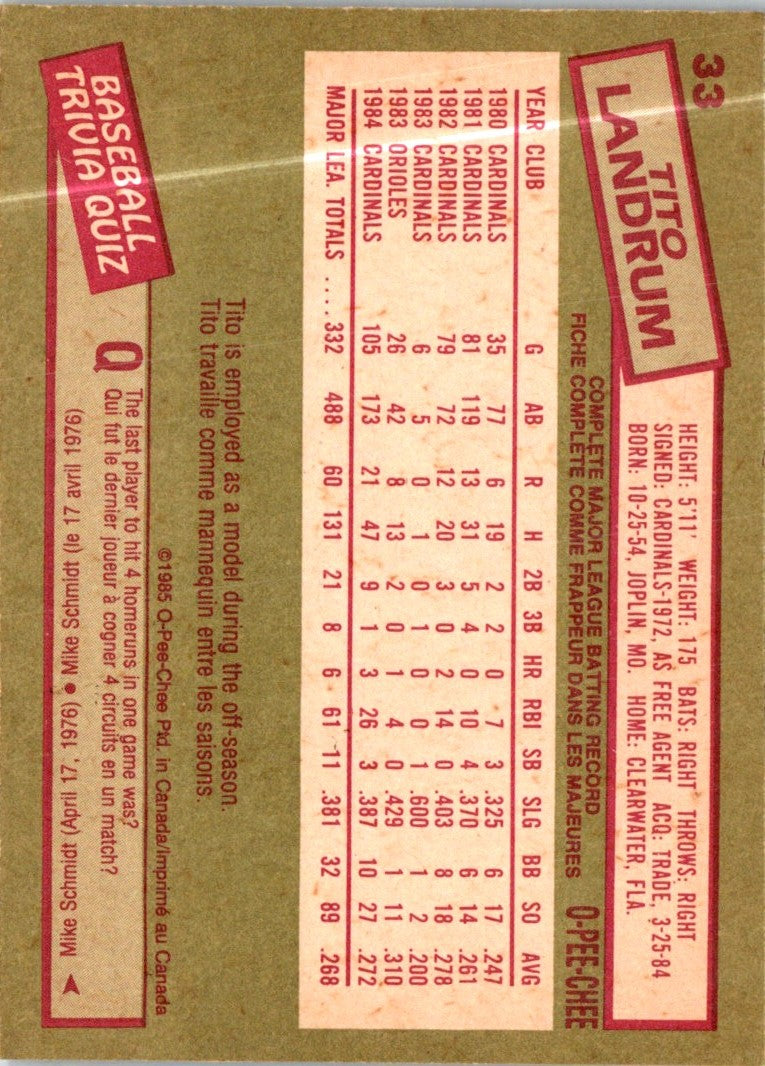 33
TITO
LANDRUM
HEIGHT: 5'11' WEIGHT: 175 BATS: RIGHT THROWS: RIGHT
SIGNED: CARDINALS-1972, AS FREE AGENT ACQ: TRADE, 3-25-84
BORN: 10-25-54, JOPLIN, MO. HOME: CLEARWATER, FLA.
COMPLETE MAJOR LEAGUE BATTING RECORD
FICHE COMPLÈTE COMME FRAPPEUR DANS LES MAJEURES
O-PEE-CHEE
YEAR CLUB G AB R H 2B 3B HR RBI SB SLG BB SO AVG
1980 CARDINALS 35 77 6 19 2 2 0 7 3 .325 6 17 .247
1981 CARDINALS 81 119 13 31 5 4 0 10 4 .370 6 14 .261
1982 CARDINALS 79 72 12 20 3 0 2 14 0 .403 8 18 .278
1983 CARDINALS 6 5 0 1 0 1 0 0 1 .600 1 2 .200
1983 ORIOLES 26 42 8 13 2 0 1 4 0 .429 1 11 .310
1984 CARDINALS 105 173 21 47 9 1 3 26 3 .387 10 27 .272
MAJOR LEA. TOTALS .... 332 488 60 131 21 8 6 61 11 .381 32 89 .268
Tito is employed as a model during the off-season.
Tito travaille comme mannequin entre les saisons.
©1985 O-Pee-Chee Ptd. in Canada/Imprimé au Canada
BASEBALL
TRIVIA QUIZ
Q The last player to hit 4 homeruns in one game was?
Qui fut le dernier joueur à cogner 4 circuits en un match?
Mike Schmidt (April 17, 1976) ● Mike Schmidt (le 17 avril 1976)